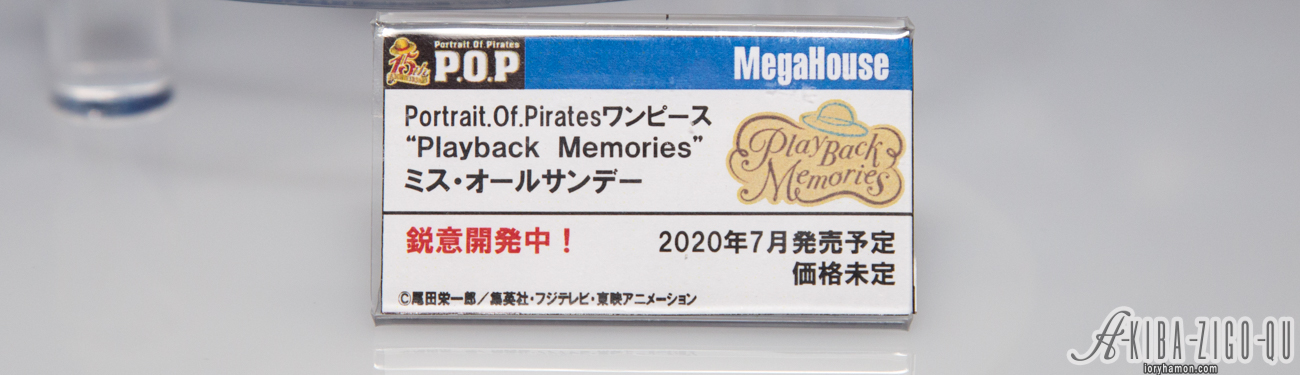 Portrait.Of.Pirates
15th
P.O.P
MegaHouse
Portrait.Of.Piratesワンピース
“Playback Memories”
ミス・オールサンデー
PlayBack
Memories
鋭意開発中！
2020年7月発売予定
価格未定
©尾田栄一郎／集英社・フジテレビ・東映アニメーション
A-KIBA-ZIGO-QU
loryhamon.com